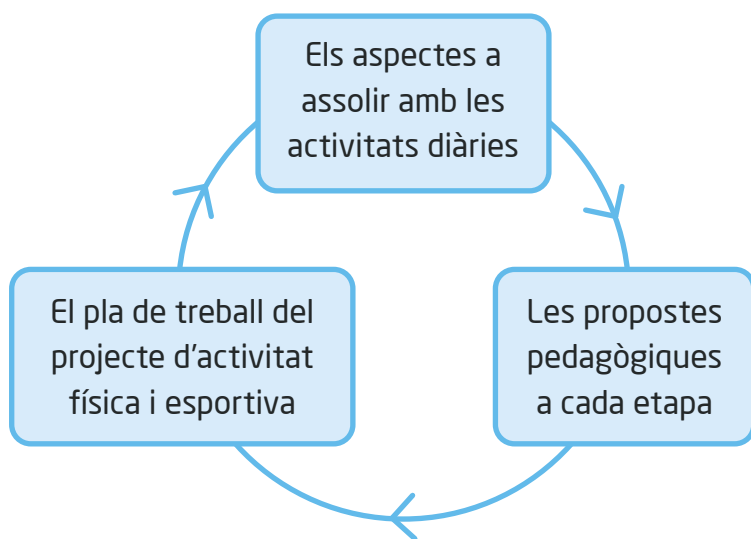 Els aspectes a
assolir amb les
activitats diàries
El pla de treball del
projecte d’activitat
física i esportiva
Les propostes
pedagògiques
a cada etapa